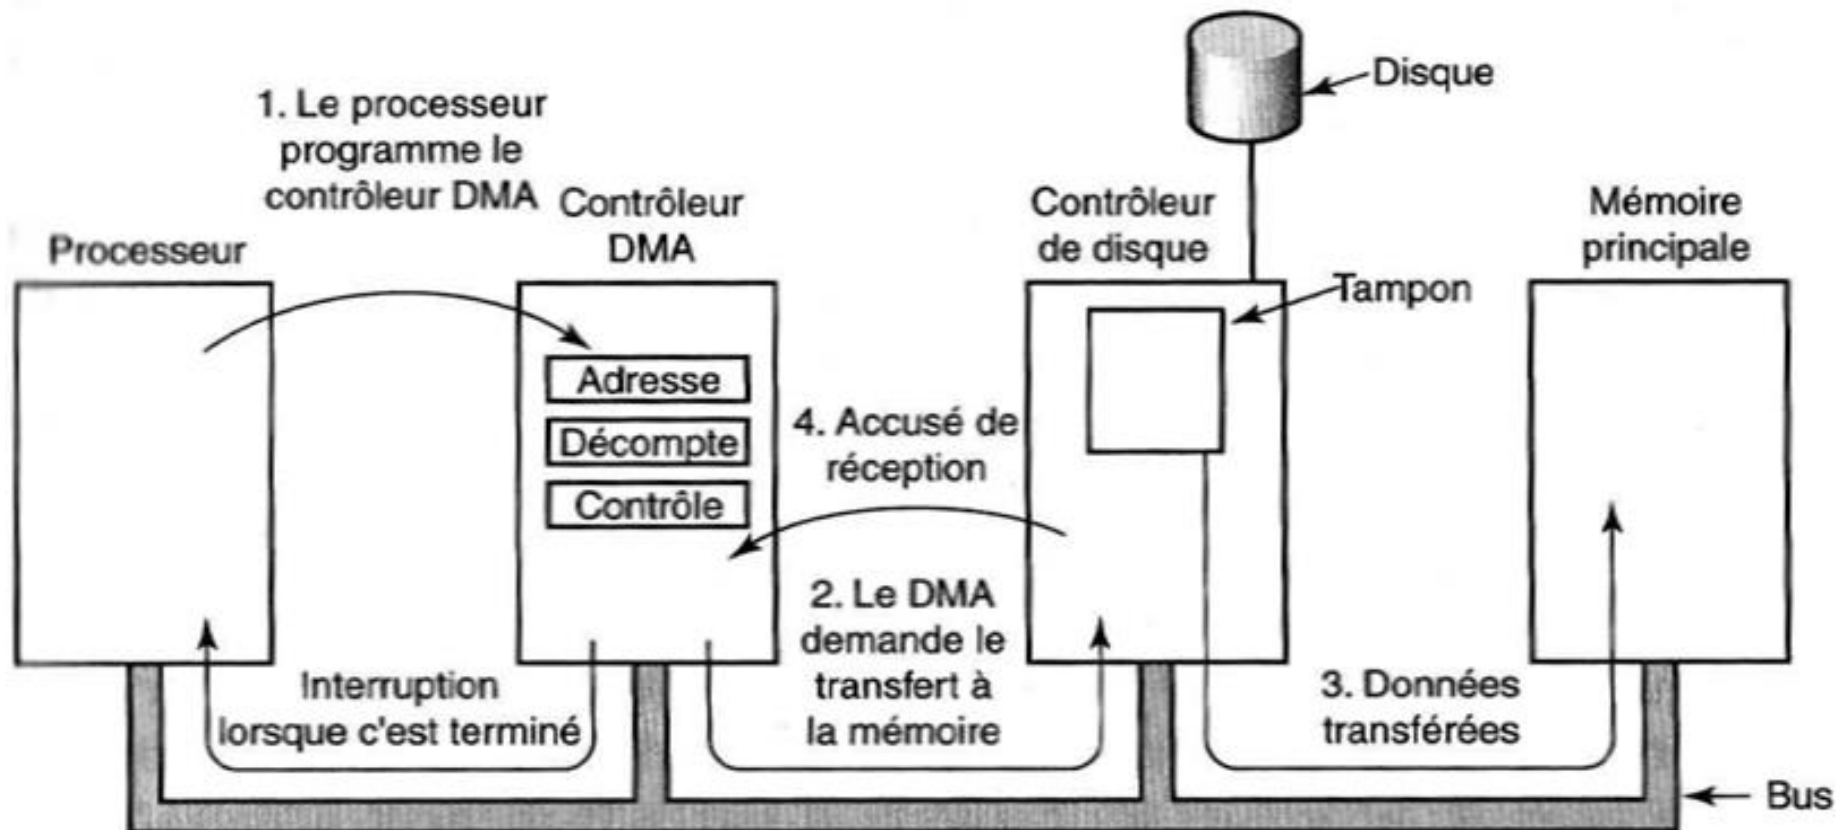 Disque
1. Le processeur
programme le
contrôleur DMA
Processeur
Contrôleur
DMA
Contrôleur
de disque
Mémoire
principale
Tampon
Adresse
Décompte
Contrôle
4. Accusé de
réception
2. Le DMA
demande le
transfert à
la mémoire
Interruption
lorsque c'est terminé
3. Données
transférées
Bus